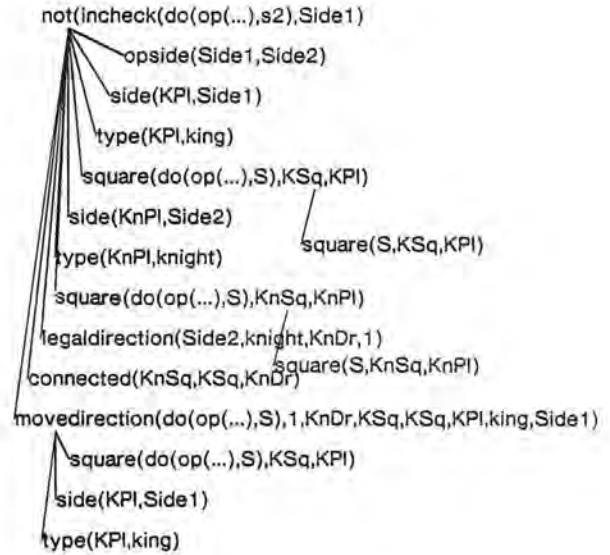 not(incheck(do(op(...),s2),Side1)
opside(Side1,Side2)
side(KPl,Side1)
type(KPl,king)
square(do(op(...),S),KSq,KPl)
side(KnPl,Side2)
square(S,KSq,KPl)
type(KnPl,knight)
square(do(op(...),S),KnSq,KnPl)
legaldirection(Side2,knight,KnDr,1)
square(S,KnSq,KnPl)
connected(KnSq,KSq,KnDr)
movedirection(do(op(...),S),1,KnDr,KSq,KSq,KPl,king,Side1)
square(do(op(...),S),KSq,KPl)
side(KPl,Side1)
type(KPl,king)